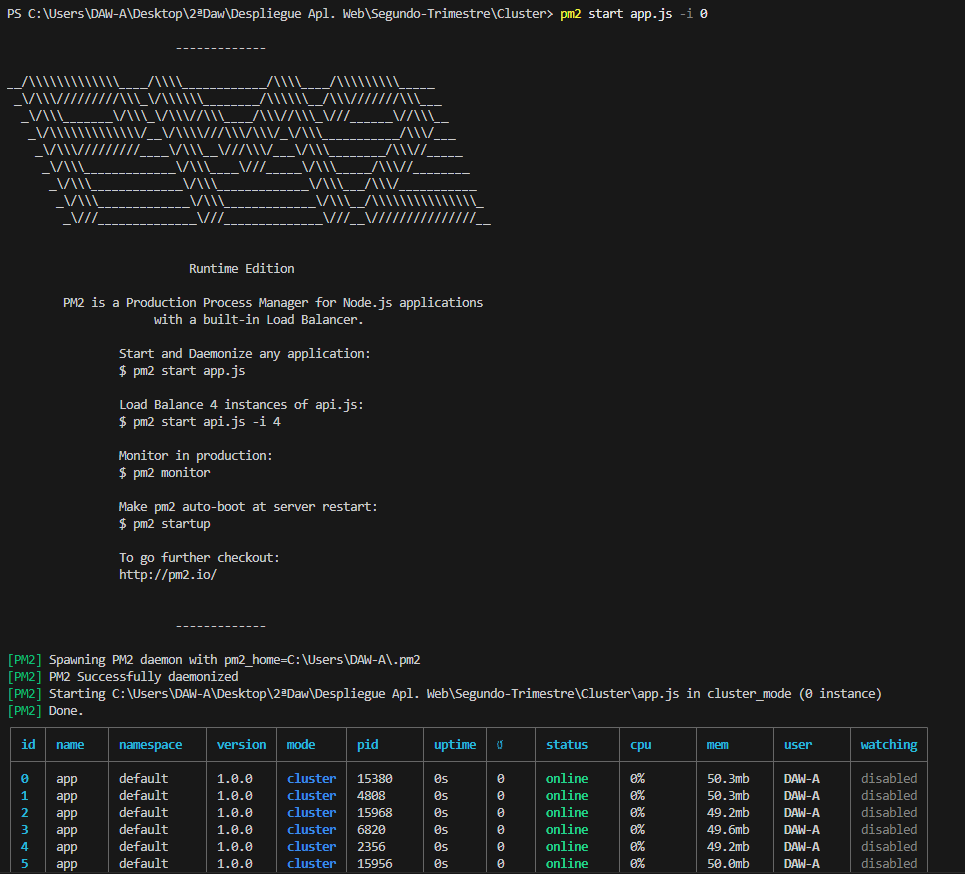 PS C:\Users\DAW-A\Desktop\2ªDaw\Despliegue Apl. Web\Segundo-Trimestre\Cluster> pm2 start app.js -i 0
-------------
__/\\\\\\\\\\\\\____/\\\\____________/\\\\____/\\\\\\\\\_____
_\/\\\/////////\\\_\/\\\\\\________/\\\\\\__/\\\///////\\\___
_\/\\\_______\/\\\_\/\\\//\\\____/\\\//\\\_\///______\//\\\__
_\/\\\\\\\\\\\\\/__\/\\\\///\\\/\\\/_\/\\\___________/\\\/___
_\/\\\/////////____\/\\\__\///\\\/___\/\\\________/\\\//_____
_\/\\\_____________\/\\\____\///_____\/\\\_____/\\\//________
_\/\\\_____________\/\\\_____________\/\\\___/\\\/___________
_\/\\\_____________\/\\\_____________\/\\\__/\\\\\\\\\\\\\\\_
_\///______________\///______________\///__\///////////////__
Runtime Edition
PM2 is a Production Process Manager for Node.js applications
with a built-in Load Balancer.
Start and Daemonize any application:
$ pm2 start app.js
Load Balance 4 instances of api.js:
$ pm2 start api.js -i 4
Monitor in production:
$ pm2 monitor
Make pm2 auto-boot at server restart:
$ pm2 startup
To go further checkout:
http://pm2.io/
-------------
[PM2] Spawning PM2 daemon with pm2_home=C:\Users\DAW-A\.pm2
[PM2] PM2 Successfully daemonized
[PM2] Starting C:\Users\DAW-A\Desktop\2ªDaw\Despliegue Apl. Web\Segundo-Trimestre\Cluster\app.js in cluster_mode (0 instance)
[PM2] Done.
id name namespace version mode pid uptime ↺ status cpu mem user watching
0 app default 1.0.0 cluster 15380 0s 0 online 0% 50.3mb DAW-A disabled
1 app default 1.0.0 cluster 4808 0s 0 online 0% 50.3mb DAW-A disabled
2 app default 1.0.0 cluster 15968 0s 0 online 0% 49.2mb DAW-A disabled
3 app default 1.0.0 cluster 6820 0s 0 online 0% 49.6mb DAW-A disabled
4 app default 1.0.0 cluster 2356 0s 0 online 0% 49.2mb DAW-A disabled
5 app default 1.0.0 cluster 15956 0s 0 online 0% 50.0mb DAW-A disabled